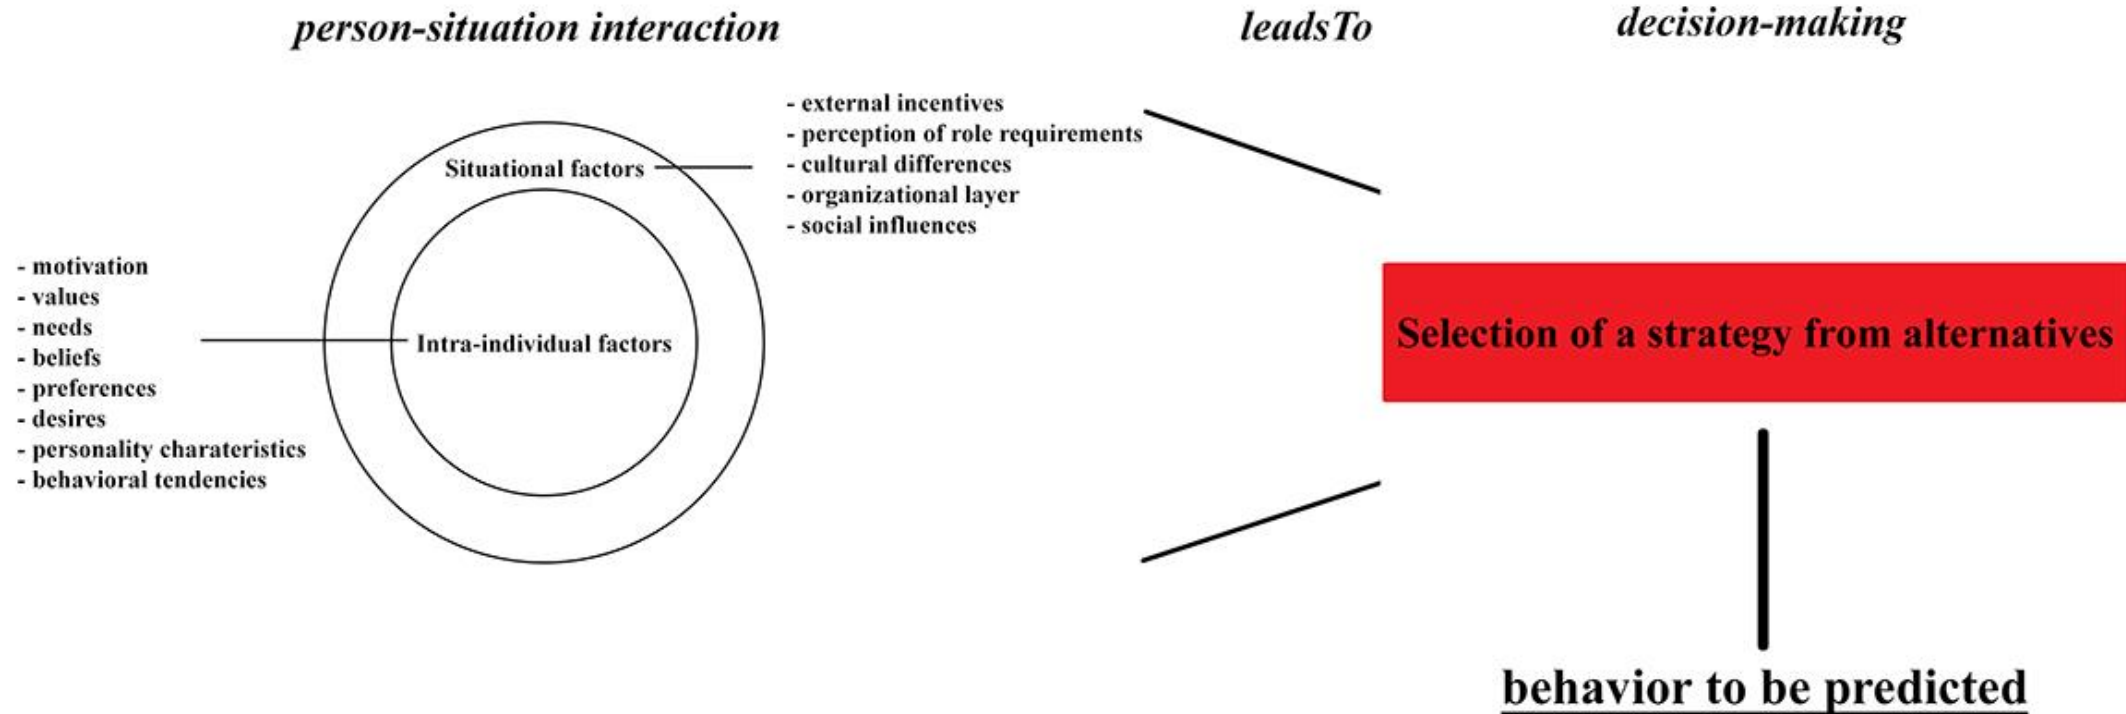 person-situation interaction
leadsTo
decision-making
- external incentives
- perception of role requirements
- cultural differences
- organizational layer
- social influences
Situational factors
- motivation
- values
- needs
- beliefs
- preferences
- desires
- personality charateristics
- behavioral tendencies
Intra-individual factors
Selection of a strategy from alternatives
behavior to be predicted